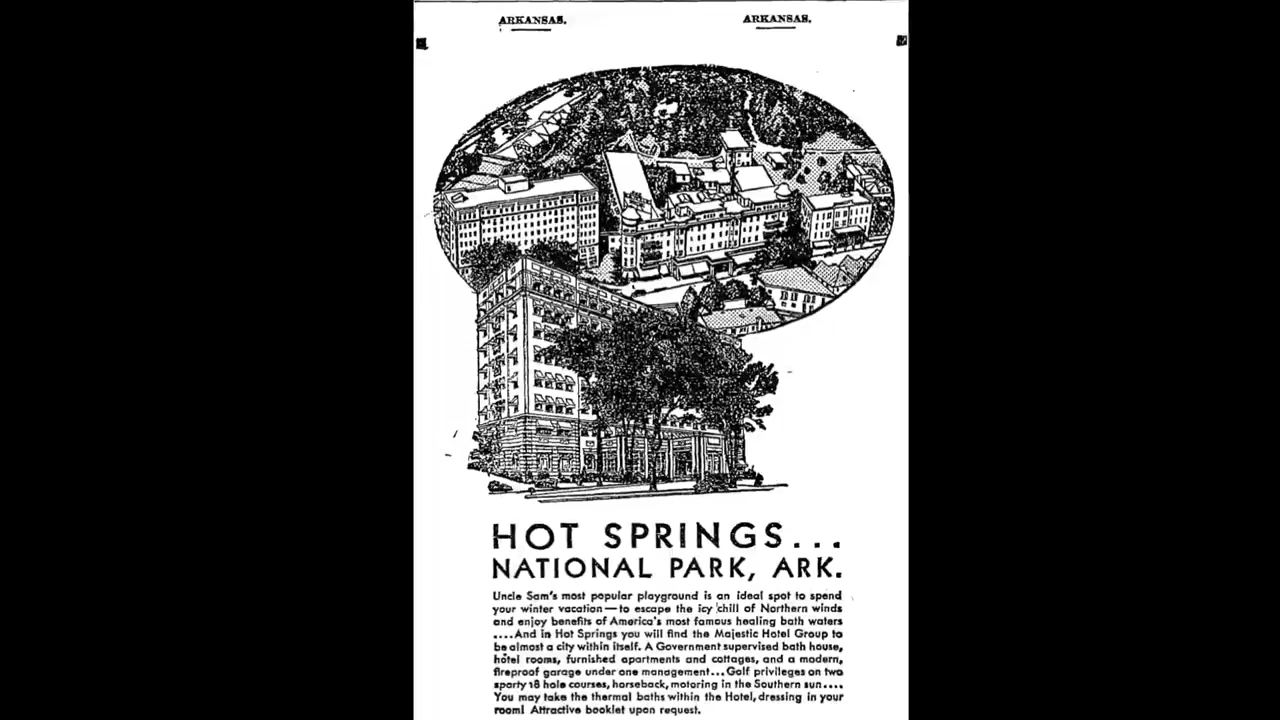 ARKANSAS. ARKANSAS.
HOT SPRINGS...
NATIONAL PARK, ARK.
Uncle Sam's most popular playground is an ideal spot to spend
your winter vacation—to escape the icy chill of Northern winds
and enjoy benefits of America's most famous healing bath waters
....And in Hot Springs you will find the Majestic Hotel Group to
be almost a city within itself. A Government supervised bath house,
hotel rooms, furnished apartments and cottages, and a modern,
fireproof garage under one management...Golf privileges on two
sporty 18 hole courses, horseback, motoring in the Southern sun....
You may take the thermal baths within the Hotel, dressing in your
room! Attractive booklet upon request.